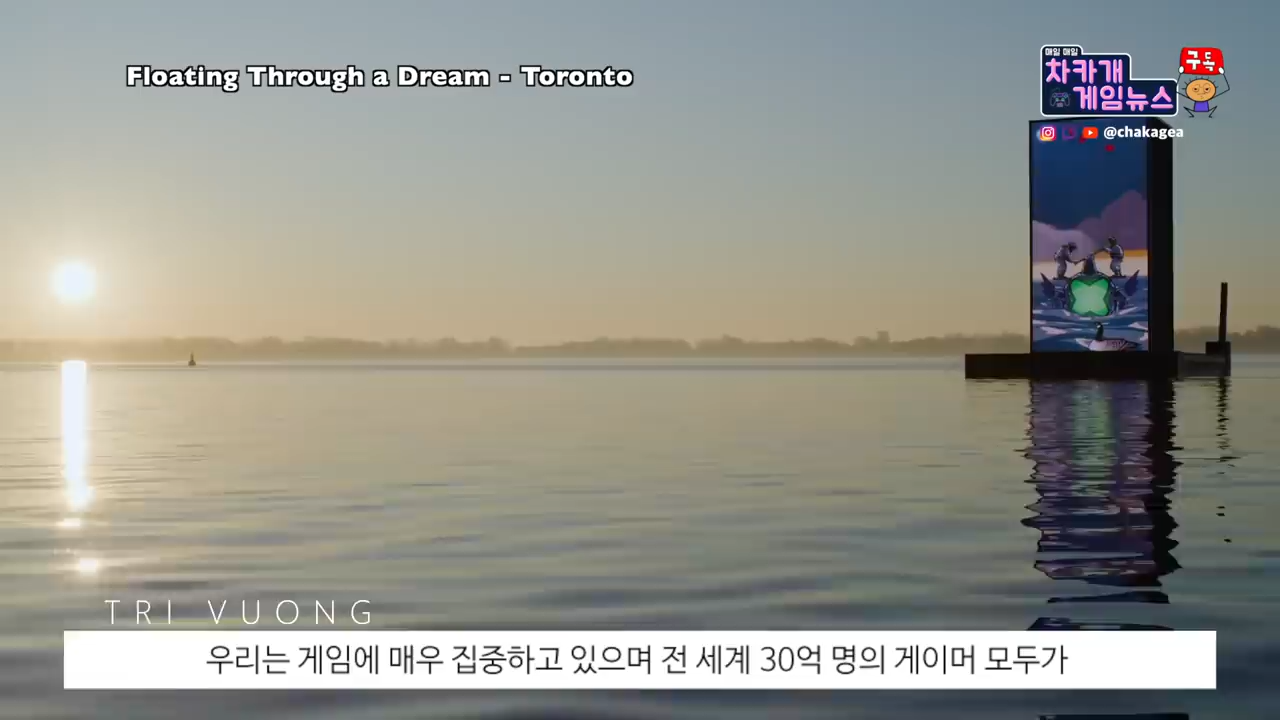 Floating Through a Dream - Toronto
매일 매일
차카개
게임뉴스
구독
@chakagea
TRI VUONG
우리는 게임에 매우 집중하고 있으며 전 세계 30억 명의 게이머 모두가